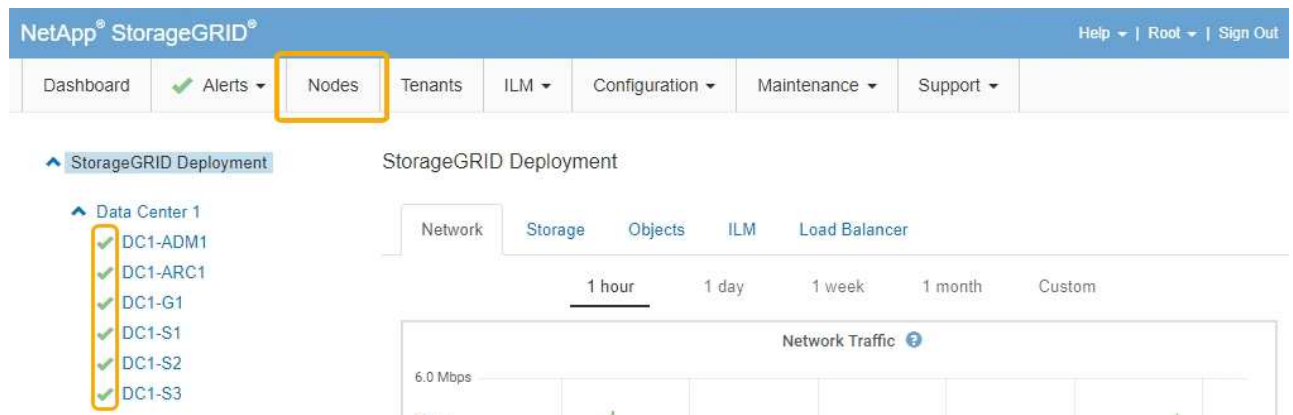 NetApp® StorageGRID®
Help | Root | Sign Out
Dashboard Alerts Nodes Tenants ILM Configuration Maintenance Support
StorageGRID Deployment
StorageGRID Deployment
Data Center 1
DC1-ADM1
DC1-ARC1
DC1-G1
DC1-S1
DC1-S2
DC1-S3
Network Storage Objects ILM Load Balancer
1 hour 1 day 1 week 1 month Custom
Network Traffic ?
6.0 Mbps